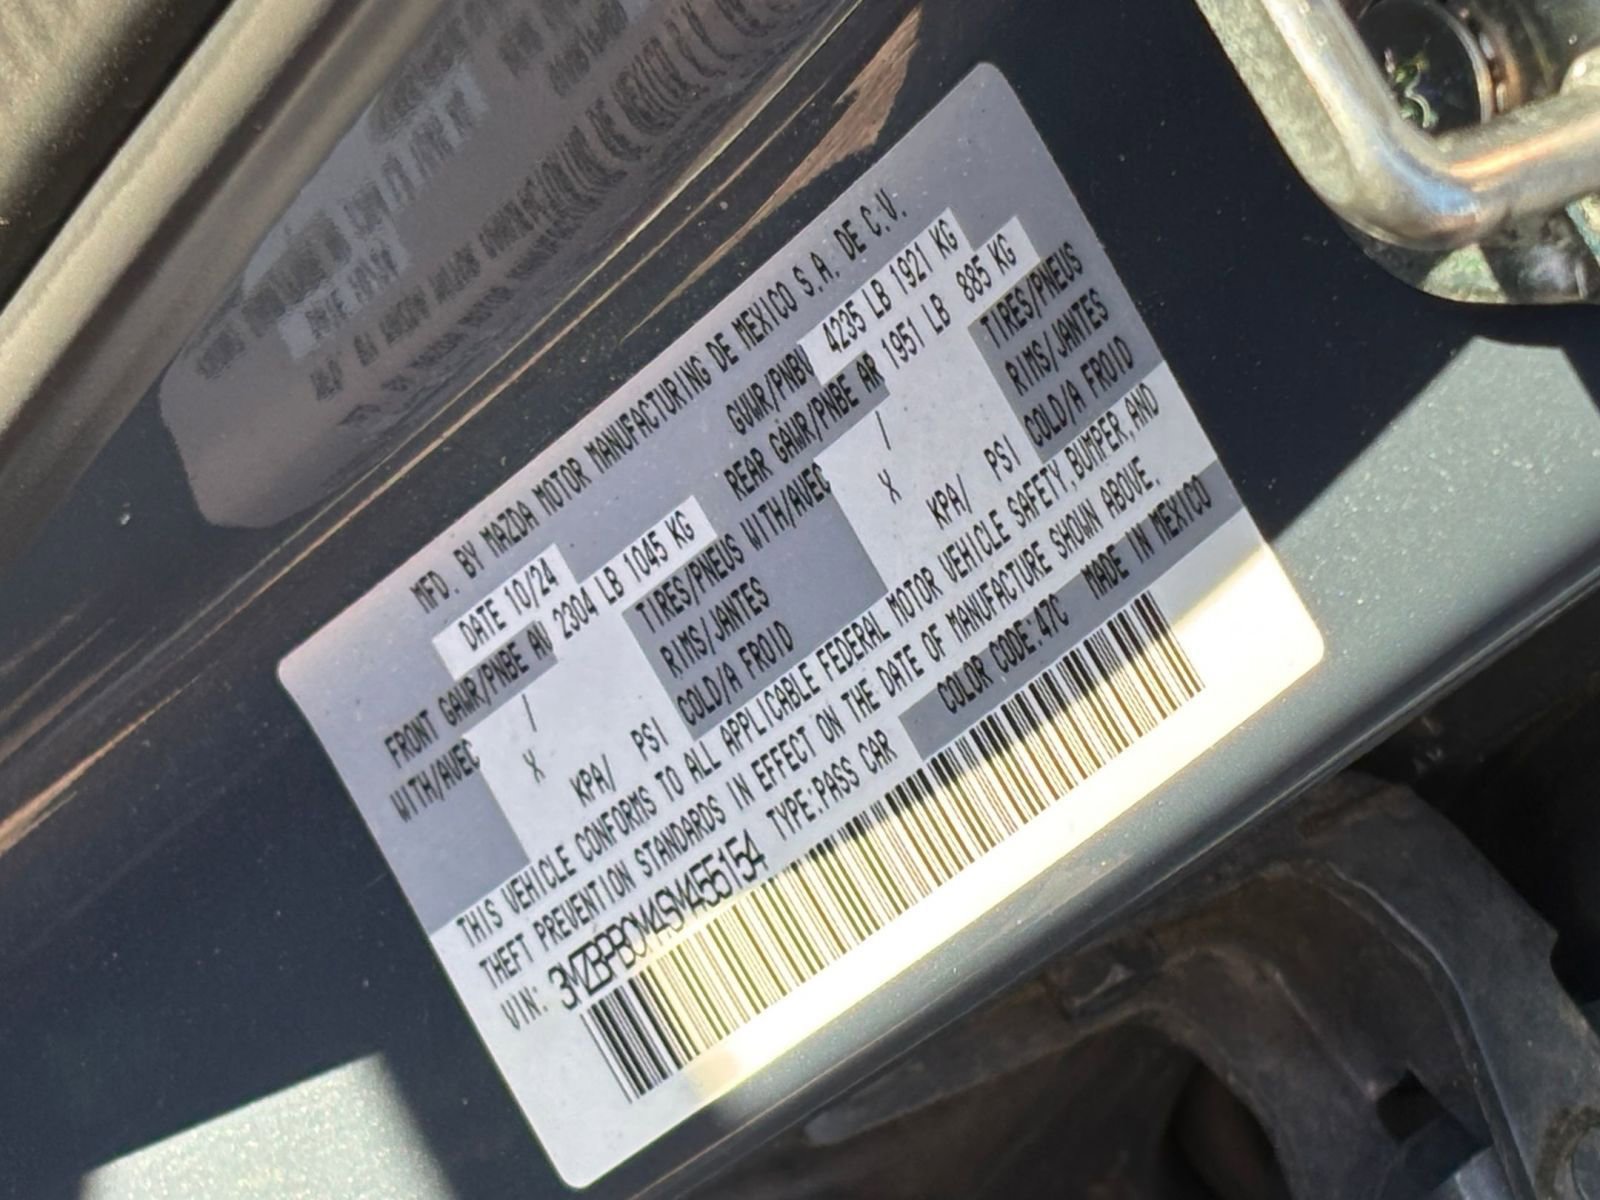 MFD. BY MAZDA MOTOR MANUFACTURING DE MEXICO S.A. DE C.V.
DATE 10/24 GVWR/PNBV 4235 LB 1921 KG
FRONT GAWR/PNBE AV 2304 LB 1045 KG REAR GAWR/PNBE AR 1951 LB 885 KG
WITH/AVEC / TIRES/PNEUS WITH/AVEC / TIRES/PNEUS
X RIMS/JANTES X RIMS/JANTES
KPA/ PSI COLD/A FROID KPA/ PSI COLD/A FROID
THIS VEHICLE CONFORMS TO ALL APPLICABLE FEDERAL MOTOR VEHICLE SAFETY, BUMPER, AND
THEFT PREVENTION STANDARDS IN EFFECT ON THE DATE OF MANUFACTURE SHOWN ABOVE.
VIN: 3MZBPBCM4SM455154 TYPE:PASS CAR COLOR CODE:47C MADE IN MEXICO